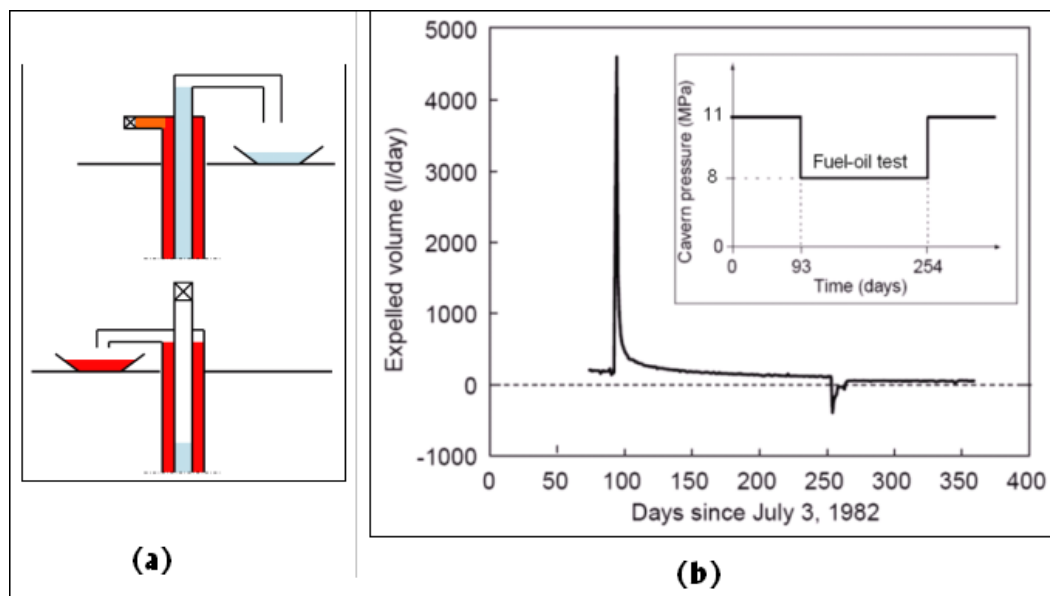 (a)
5000
4000
3000
2000
1000
0
-1000
Expelled volume (l/day)
0 50 100 150 200 250 300 350 400
Days since July 3, 1982
Cavern pressure (MPa)
11
8
0
Fuel-oil test
0 93 254
Time (days)
(b)